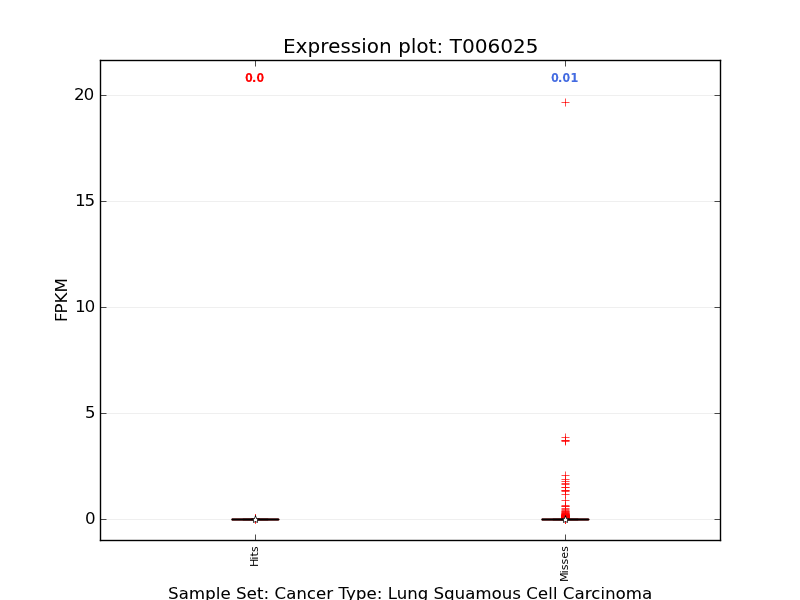 Expression plot: T006025
0.0
0.01
20
15
10
5
0
FPKM
Hits
Misses
Sample Set: Cancer Type: Lung Squamous Cell Carcinoma